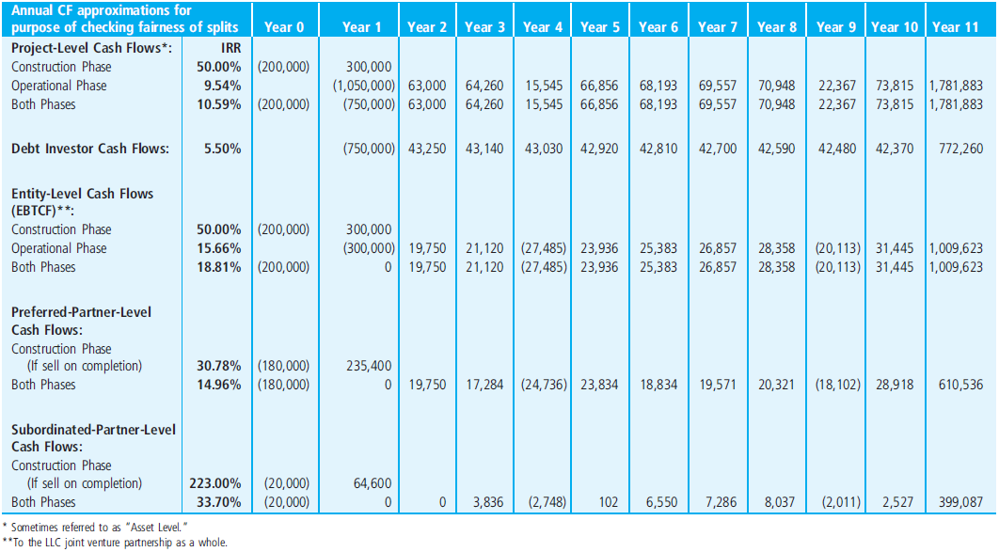 Annual CF approximations for
purpose of checking fairness of splits Year 0 Year 1 Year 2 Year 3 Year 4 Year 5 Year 6 Year 7 Year 8 Year 9 Year 10 Year 11
Project-Level Cash Flows*: IRR
Construction Phase 50.00% (200,000) 300,000
Operational Phase 9.54% (1,050,000) 63,000 64,260 15,545 66,856 68,193 69,557 70,948 22,367 73,815 1,781,883
Both Phases 10.59% (200,000) (750,000) 63,000 64,260 15,545 66,856 68,193 69,557 70,948 22,367 73,815 1,781,883
Debt Investor Cash Flows: 5.50% (750,000) 43,250 43,140 43,030 42,920 42,810 42,700 42,590 42,480 42,370 772,260
Entity-Level Cash Flows
(EBTCF)**:
Construction Phase 50.00% (200,000) 300,000
Operational Phase 15.66% (300,000) 19,750 21,120 (27,485) 23,936 25,383 26,857 28,358 (20,113) 31,445 1,009,623
Both Phases 18.81% (200,000) 0 19,750 21,120 (27,485) 23,936 25,383 26,857 28,358 (20,113) 31,445 1,009,623
Preferred-Partner-Level
Cash Flows:
Construction Phase
(If sell on completion) 30.78% (180,000) 235,400
Both Phases 14.96% (180,000) 0 19,750 17,284 (24,736) 23,834 18,834 19,571 20,321 (18,102) 28,918 610,536
Subordinated-Partner-Level
Cash Flows:
Construction Phase
(If sell on completion) 223.00% (20,000) 64,600
Both Phases 33.70% (20,000) 0 0 3,836 (2,748) 102 6,550 7,286 8,037 (2,011) 2,527 399,087
* Sometimes referred to as “Asset Level.”
**To the LLC joint venture partnership as a whole.